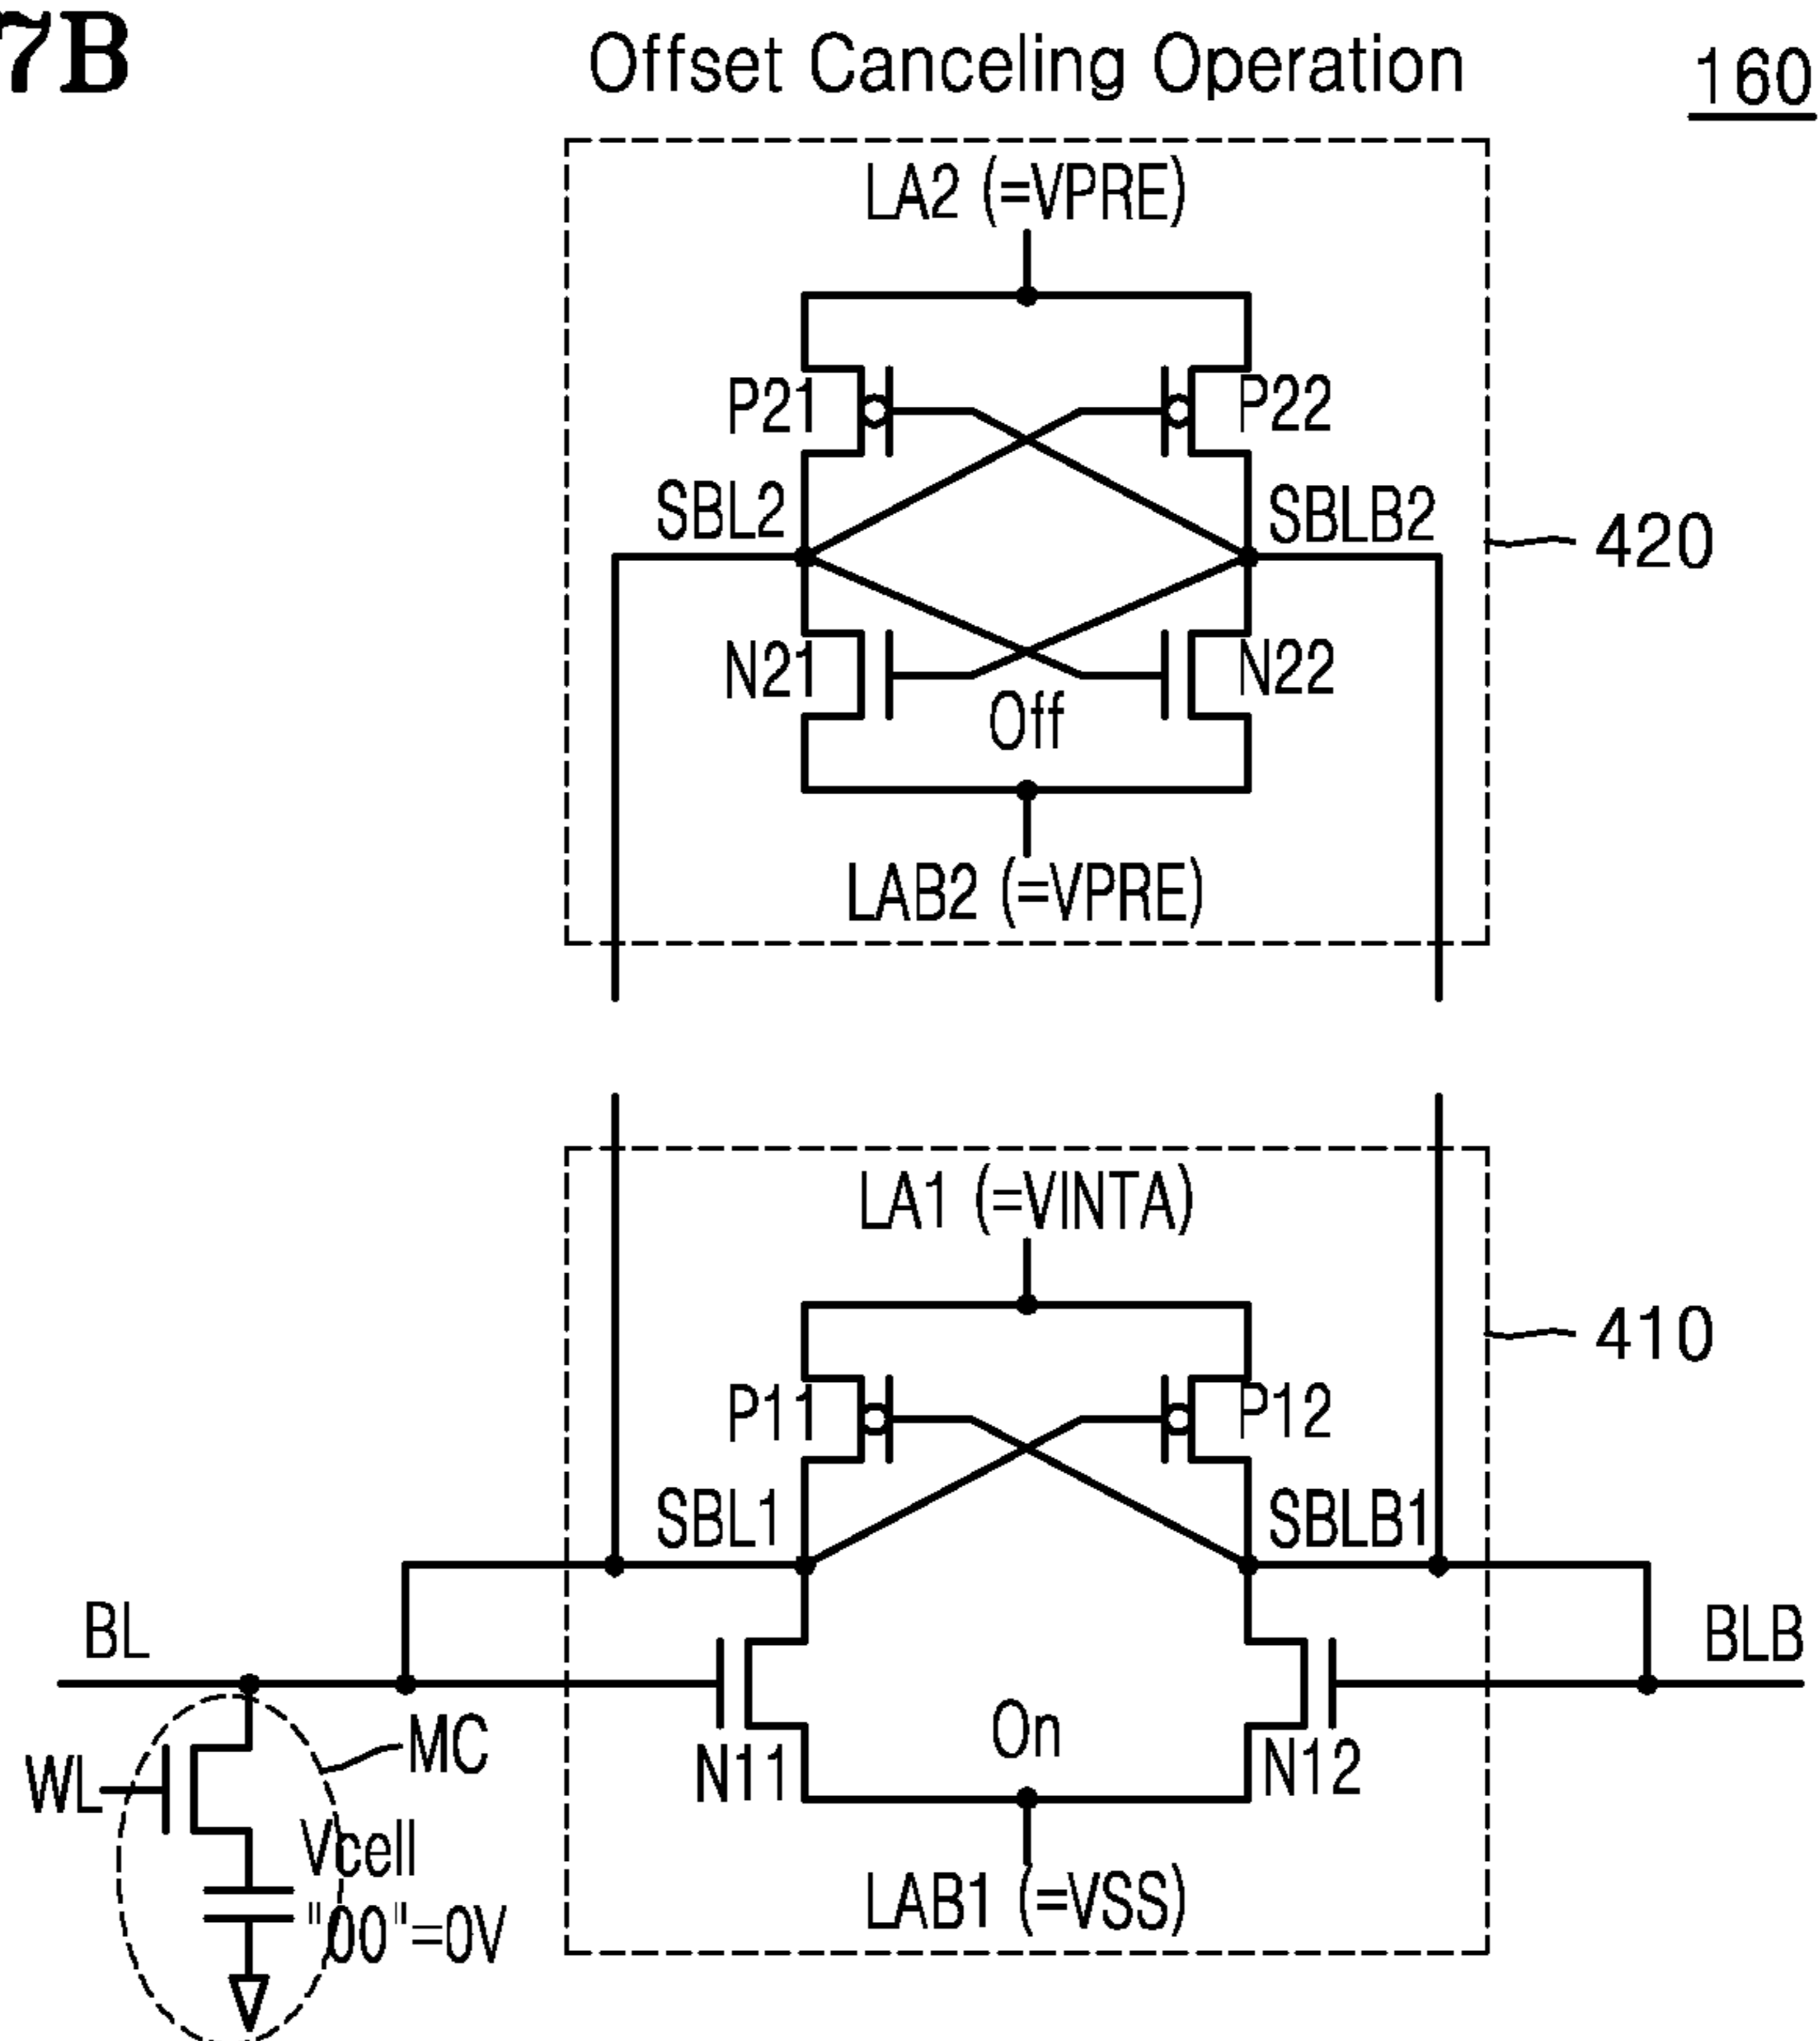 7B
Offset Canceling Operation
160
LA2 (=VPRE)
P21
P22
SBL2
SBLB2
420
N21
N22
Off
LAB2 (=VPRE)
LA1 (=VINTA)
410
P11
P12
SBL1
SBLB1
BL
BLB
MC
On
WL
N11
N12
Vcell
"00"=0V
LAB1 (=VSS)